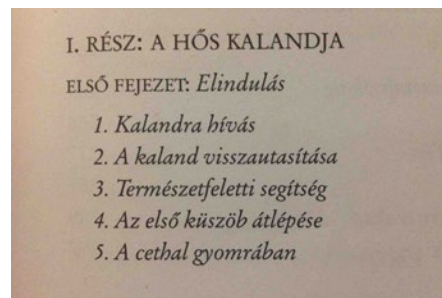 I. RÉSZ: A HŐS KALANDJA
ELSŐ FEJEZET: Elindulás
1. Kalandra hívás
2. A kaland visszautasítása
3. Természetfeletti segítség
4. Az első küszöb átlépése
5. A cethal gyomrában